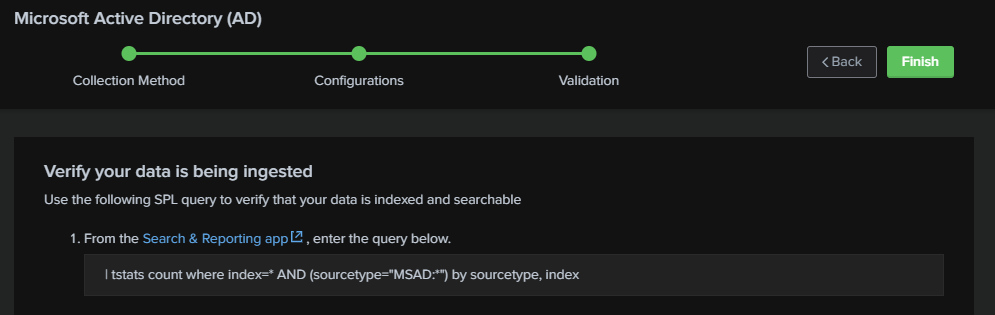 Microsoft Active Directory (AD)
Collection Method
Configurations
Validation
Back
Finish
Verify your data is being ingested
Use the following SPL query to verify that your data is indexed and searchable
1. From the Search & Reporting app , enter the query below.
| tstats count where index=* AND (sourcetype="MSAD:*") by sourcetype, index